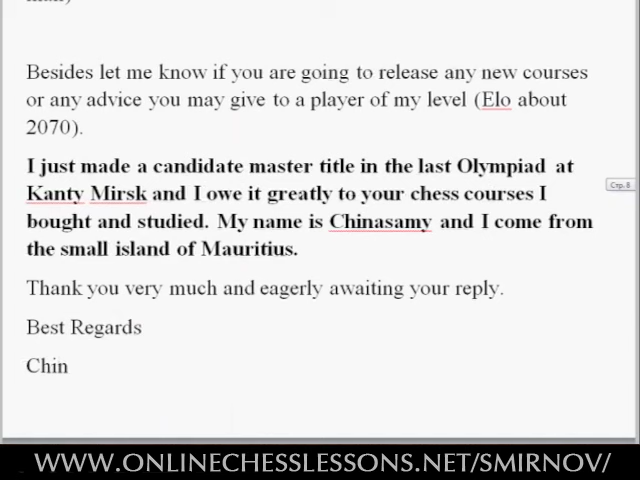 Besides let me know if you are going to release any new courses
or any advice you may give to a player of my level (Elo about
2070).
I just made a candidate master title in the last Olympiad at
Kanty Mirsk and I owe it greatly to your chess courses I
bought and studied. My name is Chinasamy and I come from
the small island of Mauritius.
Thank you very much and eagerly awaiting your reply.
Best Regards
Chin
Стр. 8
WWW.ONLINECHESSLESSONS.NET/SMIRNOV/